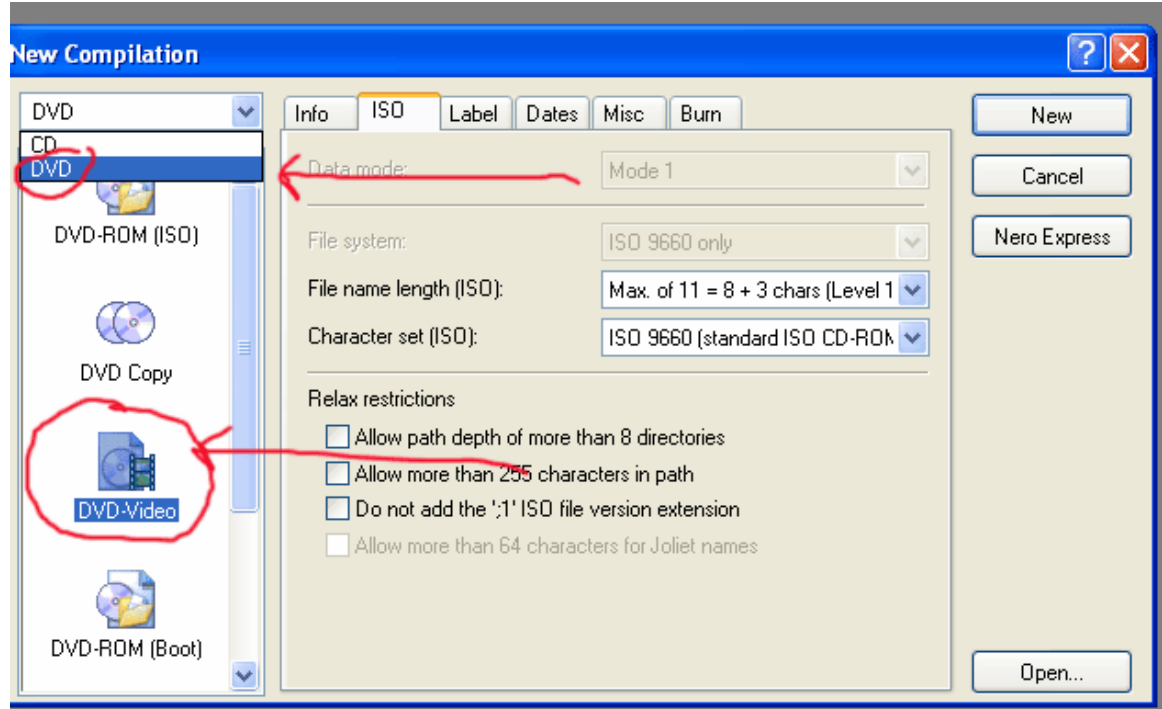 New Compilation
DVD
CD
DVD
DVD-ROM (ISO)
DVD Copy
DVD-Video
DVD-ROM (Boot)
Info ISO Label Dates Misc Burn
Data mode: Mode 1
File system: ISO 9660 only
File name length (ISO): Max. of 11 = 8 + 3 chars (Level 1
Character set (ISO): ISO 9660 (standard ISO CD-ROM
Relax restrictions
Allow path depth of more than 8 directories
Allow more than 255 characters in path
Do not add the ';1' ISO file version extension
Allow more than 64 characters for Joliet names
New
Cancel
Nero Express
Open...